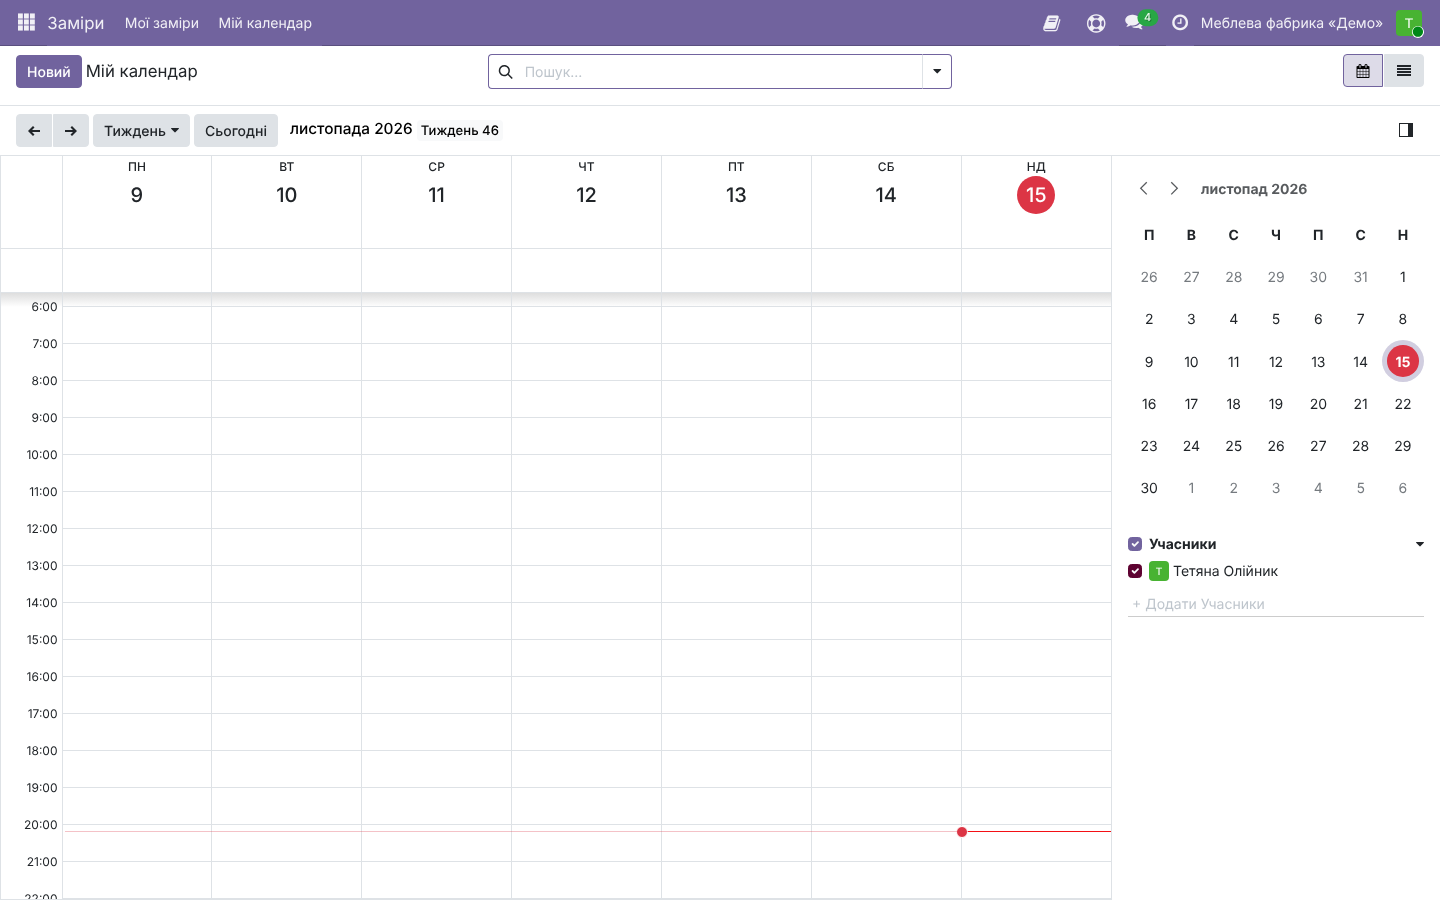 Заміри Мої заміри Мій календар 4 Меблева фабрика «Демо» Т
Новий Мій календар Пошук...
Тиждень Сьогодні листопада 2026 Тиждень 46
ПН ВТ СР ЧТ ПТ СБ НД
9 10 11 12 13 14 15
6:00
7:00
8:00
9:00
10:00
11:00
12:00
13:00
14:00
15:00
16:00
17:00
18:00
19:00
20:00
21:00
22:00
листопад 2026
П В С Ч П С Н
26 27 28 29 30 31 1
2 3 4 5 6 7 8
9 10 11 12 13 14 15
16 17 18 19 20 21 22
23 24 25 26 27 28 29
30 1 2 3 4 5 6
Учасники
Т Тетяна Олійник
+ Додати Учасники